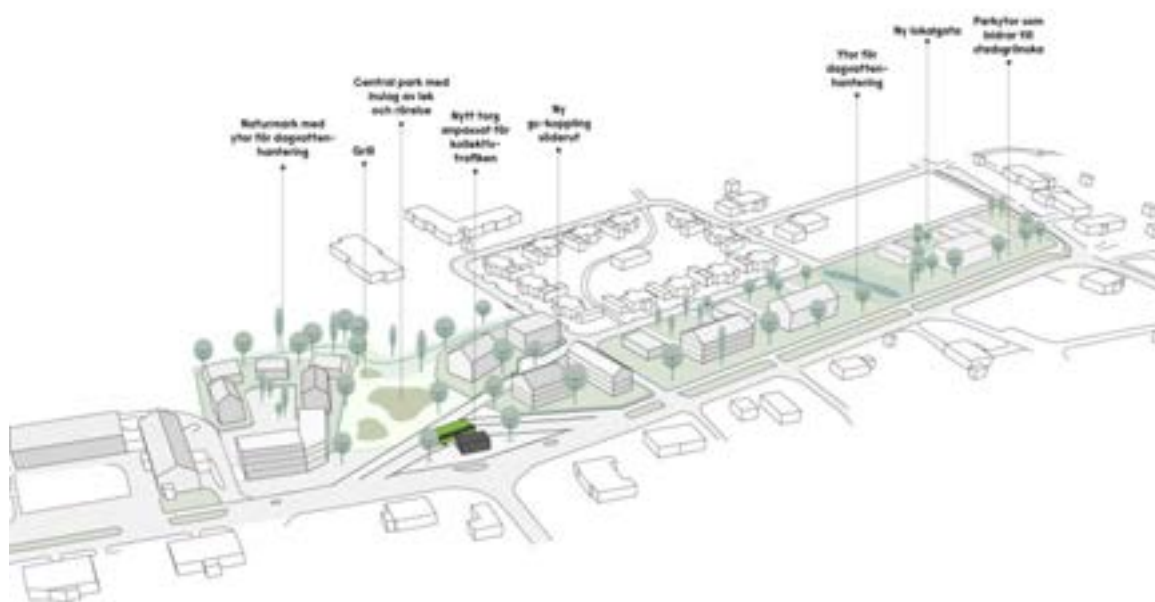 Naturmark med
ytor för dagvatten-
hantering
Grill
Central park med
inslag av lek
och rörelse
Nytt torg
anpassat för
kollektiv-
trafiken
Ny
gc-koppling
söderut
Ytor för
dagvatten-
hantering
Ny lokalgata
Parkytor som
bidrar till
stadsgrönska